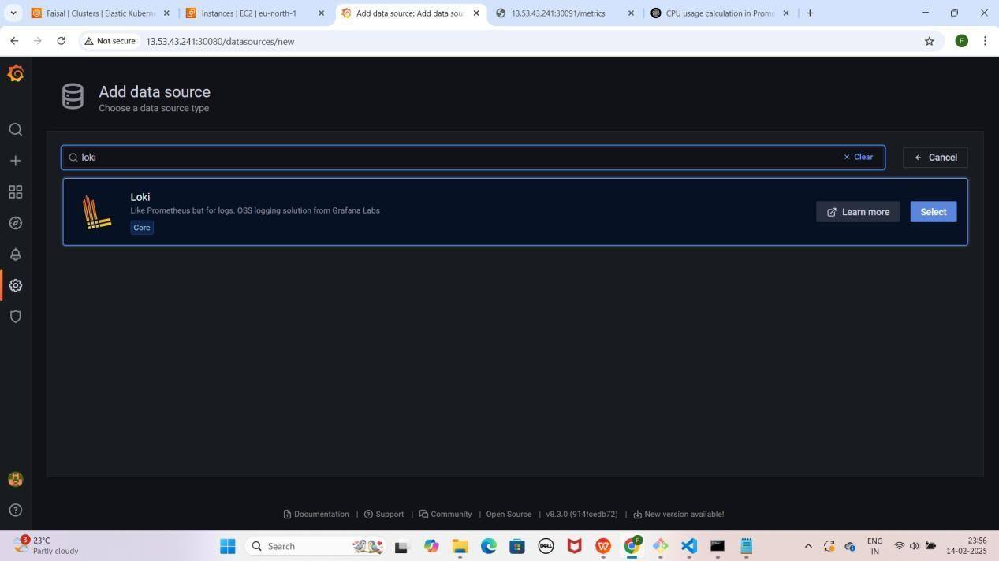 Faisal | Clusters | Elastic Kuberne
Instances | EC2 | eu-north-1
Add data source: Add data sour
13.53.43.241:30091/metrics
CPU usage calculation in Prome
Not secure
13.53.43.241:30080/datasources/new
F
Add data source
Choose a data source type
loki
Clear
Cancel
Loki
Like Prometheus but for logs. OSS logging solution from Grafana Labs
Core
Learn more
Select
Documentation | Support | Community | Open Source | v8.3.0 (914fcedb72) | New version available!
3
23°C
Partly cloudy
Search
DELL
F
ENG
IN
23:56
14-02-2025